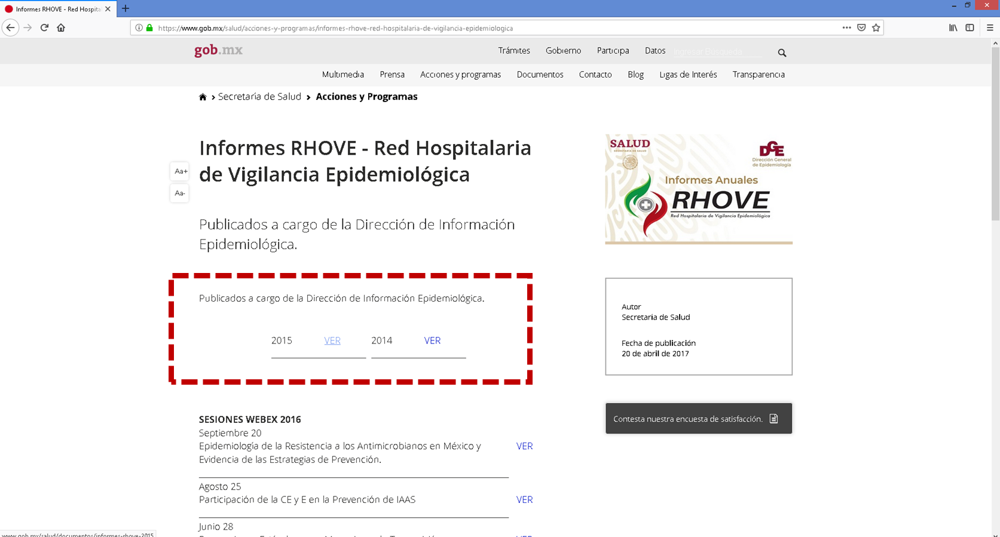 Informes RHOVE - Red Hospita
https://www.gob.mx/salud/acciones-y-programas/informes-rhove-red-hospitalaria-de-vigilancia-epidemiologica
gob.mx
Trámites Gobierno Participa Datos Ingresar Búsqueda
Multimedia Prensa Acciones y programas Documentos Contacto Blog Ligas de Interés Transparencia
Secretaría de Salud > Acciones y Programas
Informes RHOVE - Red Hospitalaria
de Vigilancia Epidemiológica
Aa+
Aa-
Publicados a cargo de la Dirección de Información
Epidemiológica.
Publicados a cargo de la Dirección de Información Epidemiológica.
2015 VER 2014 VER
SESIONES WEBEX 2016
Septiembre 20
Epidemiología de la Resistencia a los Antimicrobianos en México y VER
Evidencia de las Estrategias de Prevención.
Agosto 25
Participación de la CE y E en la Prevención de IAAS VER
Junio 28
SALUD
SECRETARÍA DE SALUD
DGE
Dirección General
de Epidemiología
Informes Anuales
RHOVE
Red Hospitalaria de Vigilancia Epidemiológica
Autor
Secretaría de Salud
Fecha de publicación
20 de abril de 2017
Contesta nuestra encuesta de satisfacción.
www.gob.mx/salud/documentos/informes-rhove-2015